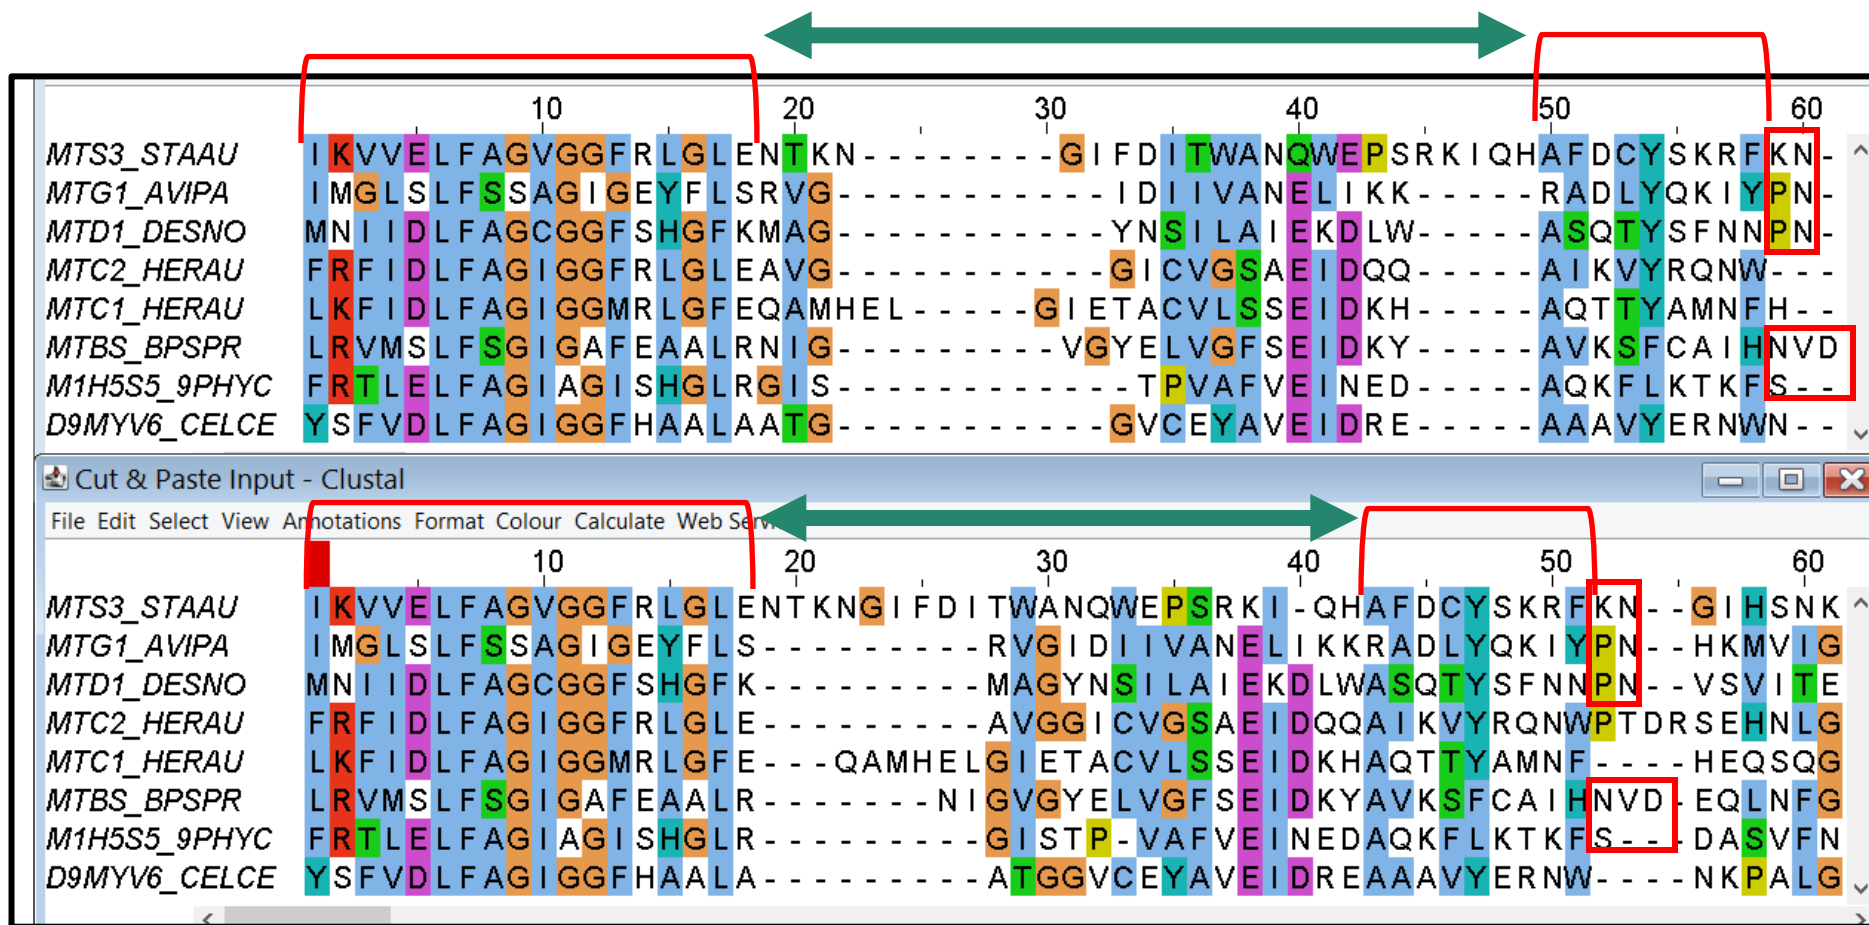 10 20 30 40 50 60
MTS3_STAAU IKVVELFAGVGGFRLGLENTKN--------GIFDITWANQWEPSRKIQHAFDCYSKRFKN-
MTG1_AVIPA IMGLSLFSSAGIGEYFLSRVG-----------IDIIVANELIKK-----RADLYQKIYPN-
MTD1_DESNO MNIIDLFAGCGGFSHGFKMAG-----------YNSILAIEKDLW-----ASQTYSFNNPN-
MTC2_HERAU FRFIDLFAGIGGFRLGLEAVG-----------GICVGSAEIDQQ-----AIKVYRQNW---
MTC1_HERAU LKFIDLFAGIGGMRLGFEQAMHEL-----GIETACVLSSEIDKH-----AQTTYAMNFH--
MTBS_BPSPR LRVMSLFSGIGAFEAALRNIG---------VGYELVGFSEIDKY-----AVKSFCAIHNVD
M1H5S5_9PHYC FRTLELFAGIAGISHGLRGIS------------TPVAFVEINED-----AQKFLKTKFS--
D9MYV6_CELCE YSFVDLFAGIGGFHAALAATG-----------GVCEYAVEIDRE-----AAAVYERNWN--
Cut & Paste Input - Clustal
File Edit Select View Annotations Format Colour Calculate Web Servi
10 20 30 40 50 60
MTS3_STAAU IKVVELFAGVGGFRLGLENTKNGIFDITWANQWEPSRKI-QHAFDCYSKRFKN--GIHSNK
MTG1_AVIPA IMGLSLFSSAGIGEYFLS---------RVGIDIIVANELIKKRADLYQKIYPN--HKMVIG
MTD1_DESNO MNIIDLFAGCGGFSHGFK---------MAGYNSILAIEKDLWASQTYSFNNPN--VSVITE
MTC2_HERAU FRFIDLFAGIGGFRLGLE---------AVGGICVGSAEIDQQAIKVYRQNWPTDRSEHNLG
MTC1_HERAU LKFIDLFAGIGGMRLGFE---QAMHELGIETACVLSSEIDKHAQTTYAMNF----HEQSQG
MTBS_BPSPR LRVMSLFSGIGAFEAALR-------NIGVGYELVGFSEIDKYAVKSFCAIHNVD-EQLNFG
M1H5S5_9PHYC FRTLELFAGIAGISHGLR---------GISTP-VAFVEINEDAQKFLKTKFS---DASVFN
D9MYV6_CELCE YSFVDLFAGIGGFHAALA---------ATGGVCEYAVEIDREAAAVYERNW----NKPALG